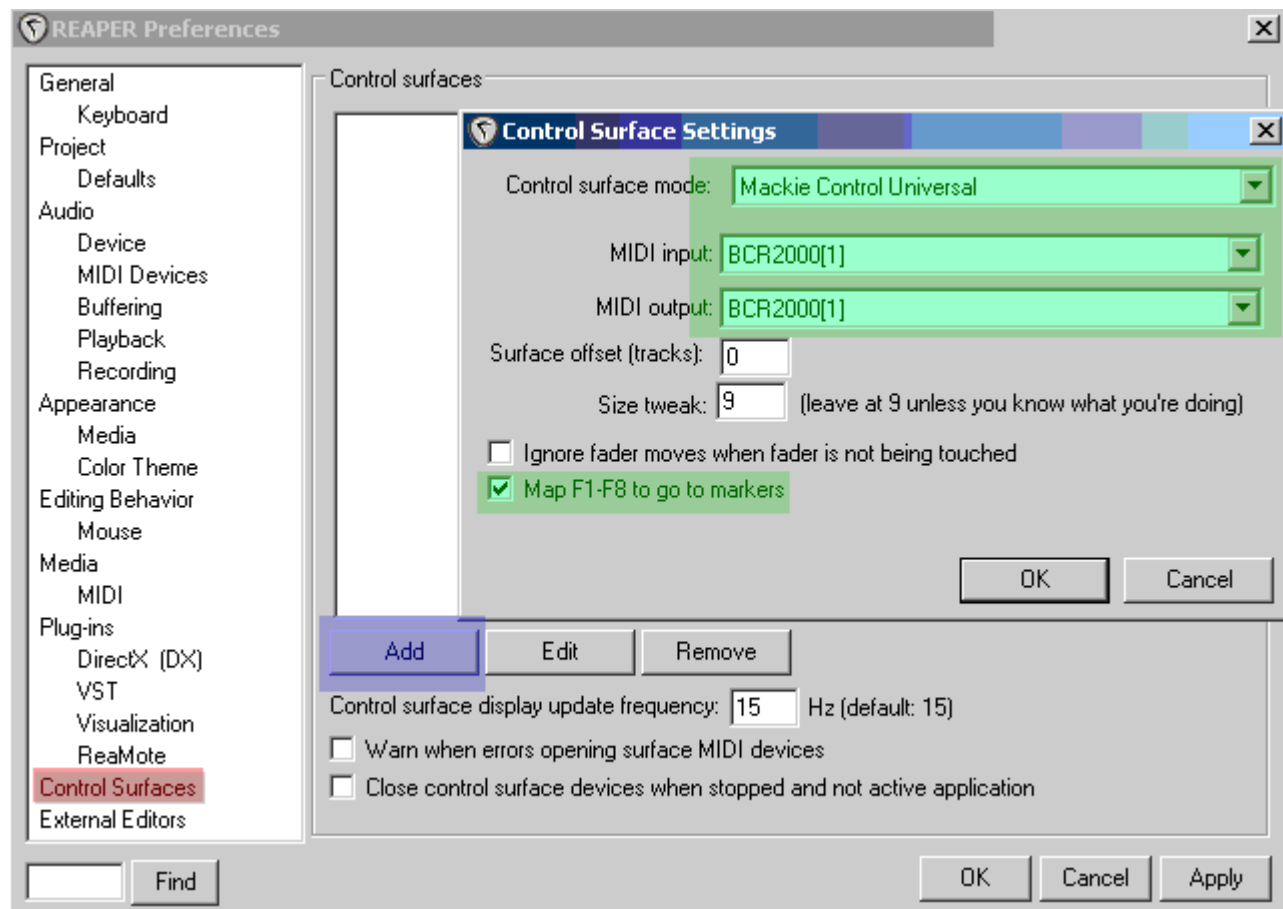 REAPER Preferences
General
Keyboard
Project
Defaults
Audio
Device
MIDI Devices
Buffering
Playback
Recording
Appearance
Media
Color Theme
Editing Behavior
Mouse
Media
MIDI
Plug-ins
DirectX (DX)
VST
Visualization
ReaMote
Control Surfaces
External Editors
Find
Control surfaces
Control Surface Settings
Control surface mode: Mackie Control Universal
MIDI input: BCR2000[1]
MIDI output: BCR2000[1]
Surface offset (tracks): 0
Size tweak: 9 (leave at 9 unless you know what you're doing)
Ignore fader moves when fader is not being touched
Map F1-F8 to go to markers
OK Cancel
Add Edit Remove
Control surface display update frequency: 15 Hz (default: 15)
Warn when errors opening surface MIDI devices
Close control surface devices when stopped and not active application
OK Cancel Apply